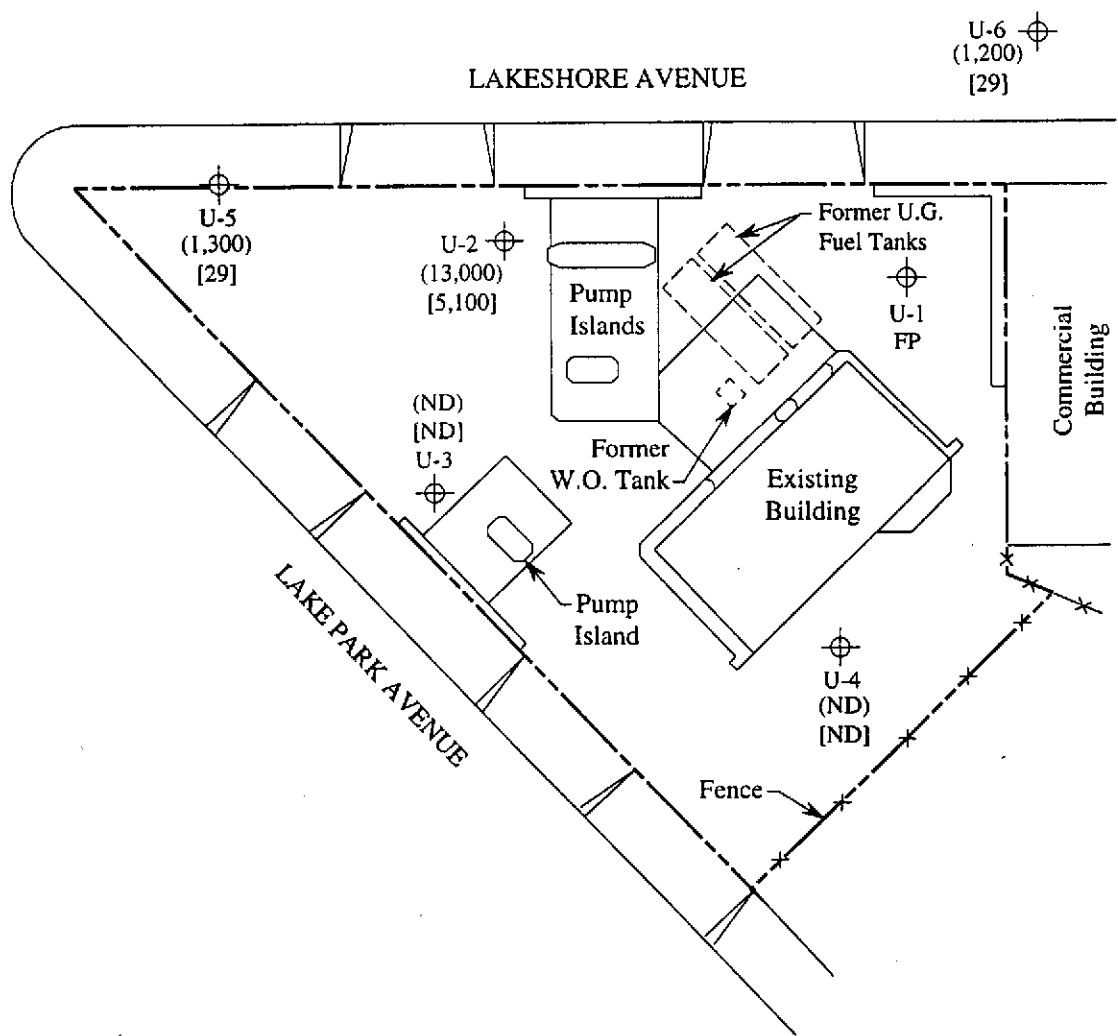 U-6
(1,200)
[29]
LAKESHORE AVENUE
U-5
(1,300)
[29]
U-2
(13,000)
[5,100]
Pump
Islands
Former U.G.
Fuel Tanks
U-1
FP
Commercial
Building
(ND)
[ND]
U-3
Former
W.O. Tank
Existing
Building
Pump
Island
LAKE PARK AVENUE
U-4
(ND)
[ND]
Fence